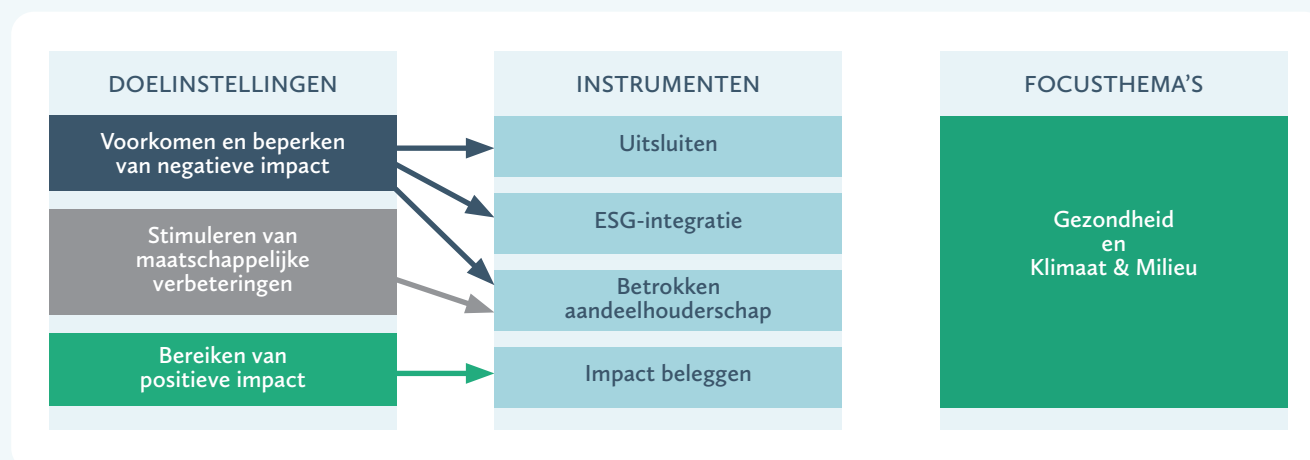 DOELINSTELLINGEN
Voorkomen en beperken
van negatieve impact
Stimuleren van
maatschappelijke
verbeteringen
Bereiken van
positieve impact
INSTRUMENTEN
Uitsluiten
ESG-integratie
Betrokken
aandeelhouderschap
Impact beleggen
FOCUSTHEMA'S
Gezondheid
en
Klimaat & Milieu